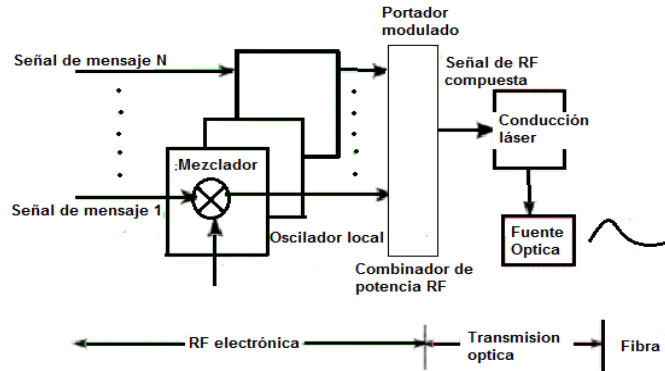 Portador
modulado
Señal de mensaje N
Señal de RF
compuesta
Conducción
láser
Mezclador
Señal de mensaje 1
Oscilador local
Fuente
Optica
Combinador de
potencia RF
RF electrónica
Transmision
optica
Fibra